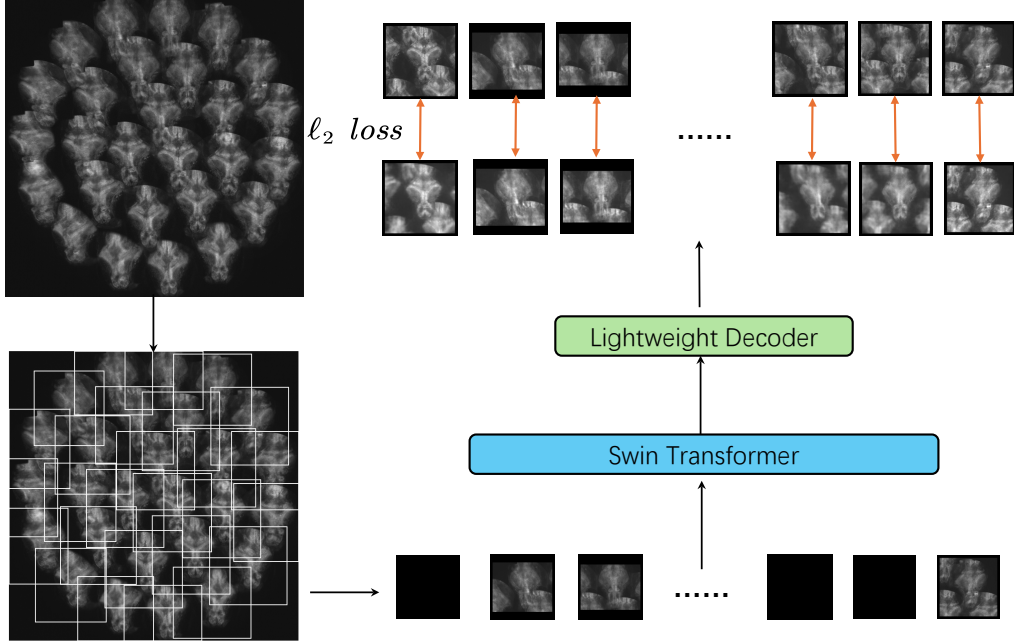 ℓ₂ loss
......
Lightweight Decoder
Swin Transformer
......